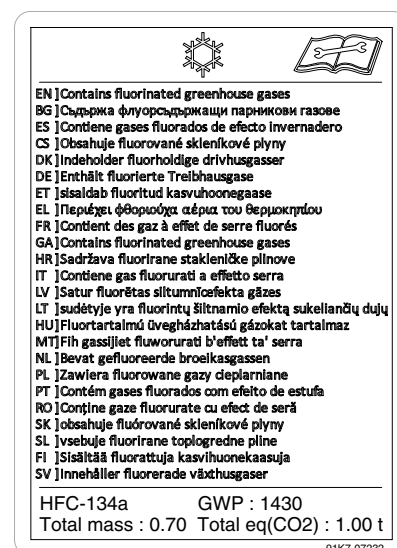 EN ]Contains fluorinated greenhouse gases
BG ]Съдържа флуорсъдържащи парникови газове
ES ]Contiene gases fluorados de efecto invernadero
CS ]Obsahuje fluorované skleníkové plyny
DK ]Indeholder fluorholdige drivhusgasser
DE ]Enthält fluorierte Treibhausgase
ET ]sisaldab fluoritud kasvuhoonegaase
EL ]Περιέχει φθοριούχα αέρια του θερμοκηπίου
FR ]Contient des gaz à effet de serre fluorés
GA]Contains fluorinated greenhouse gases
HR]Sadržava fluorirane stakleničke plinove
IT ]Contiene gas fluorurati a effetto serra
LV ]Satur fluorētas siltumnīcefekta gāzes
LT ]sudėtyje yra fluorintų šiltnamio efektą sukeliančių dujų
HU]Fluortartalmú üvegházhatású gázokat tartalmaz
MT]Fih gassijiet fluworurati b'effett ta' serra
NL ]Bevat gefluoreerde broeikasgassen
PL ]Zawiera fluorowane gazy cieplarniane
PT ]Contém gases fluorados com efeito de estufa
RO ]Conține gaze fluorurate cu efect de seră
SK ]obsahuje fluórované skleníkové plyny
SL ]vsebuje fluorirane toplogredne pline
FI ]Sisältää fluorattuja kasvihuonekaasuja
SV ]Innehåller fluorerade växthusgaser
HFC-134a GWP : 1430
Total mass : 0.70 Total eq(CO2) : 1.00 t